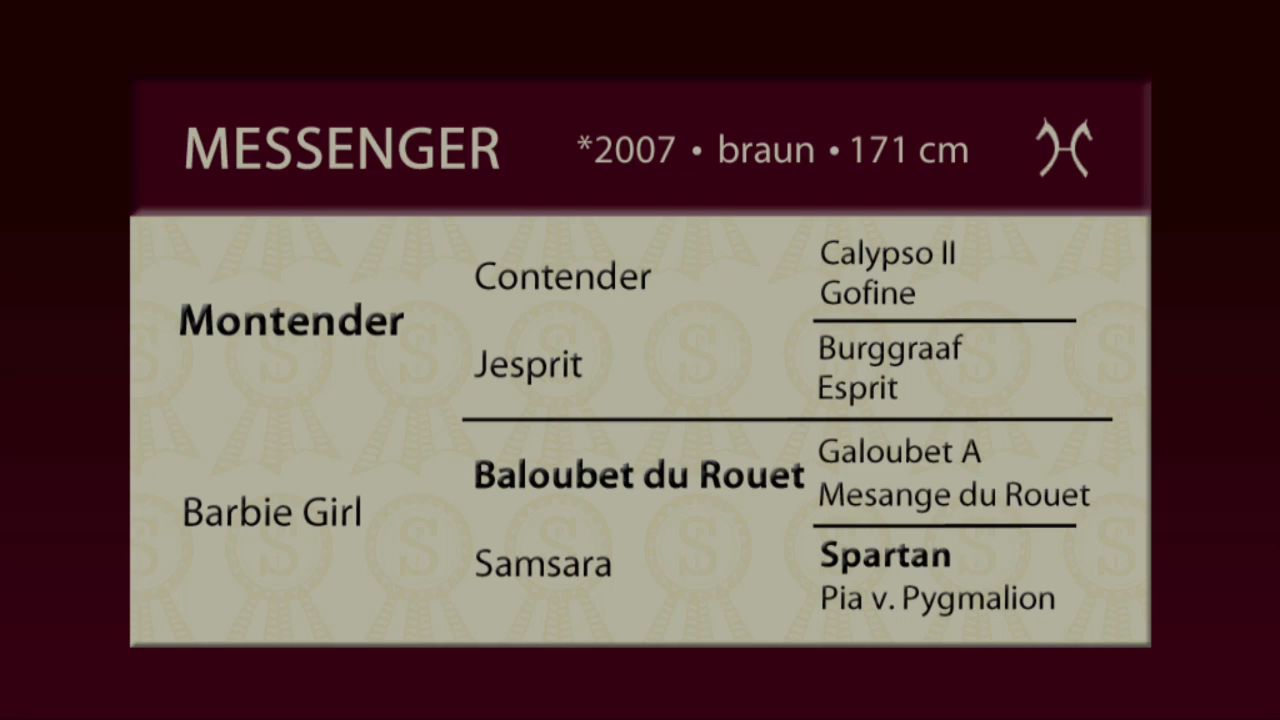 MESSENGER *2007 • braun • 171 cm
Montender
Contender
Calypso II
Gofine
Jesprit
Burggraaf
Esprit
Barbie Girl
Baloubet du Rouet
Galoubet A
Mesange du Rouet
Samsara
Spartan
Pia v. Pygmalion